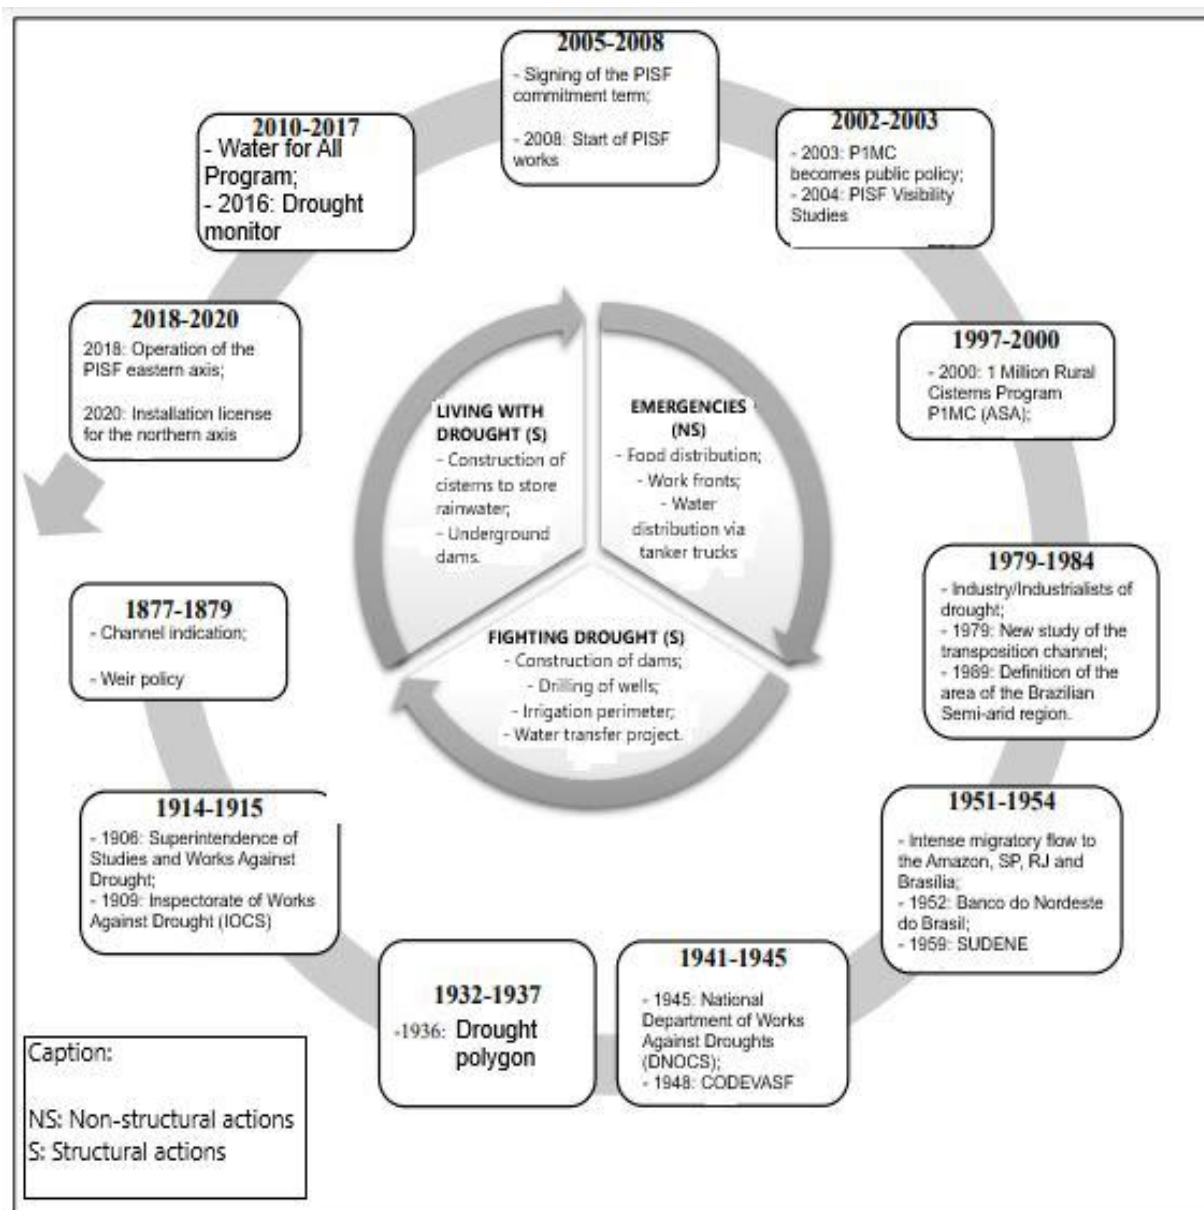 2005-2008
- Signing of the PISF
commitment term;
- 2008: Start of PISF
works
2010-2017
- Water for All
Program;
- 2016: Drought
monitor
2002-2003
- 2003: P1MC
becomes public policy;
- 2004: PISF Visibility
Studies
2018-2020
2018: Operation of the
PISF eastern axis;
2020: Installation license
for the northern axis
1997-2000
- 2000: 1 Million Rural
Cisterns Program
P1MC (ASA);
LIVING WITH
DROUGHT (S)
- Construction of
cisterns to store
rainwater;
- Underground
dams.
EMERGENCIES
(NS)
- Food distribution;
- Work fronts;
- Water
distribution via
tanker trucks
FIGHTING DROUGHT (S)
- Construction of dams;
- Drilling of wells;
- Irrigation perimeter;
- Water transfer project.
1979-1984
- Industry/Industrialists of
drought;
- 1979: New study of the
transposition channel;
- 1989: Definition of the
area of the Brazilian
Semi-arid region.
1877-1879
- Channel indication;
- Weir policy
1914-1915
- 1906: Superintendence of
Studies and Works Against
Drought;
- 1909: Inspectorate of Works
Against Drought (IOCS)
1951-1954
- Intense migratory flow to
the Amazon, SP, RJ and
Brasília;
- 1952: Banco do Nordeste
do Brasil;
- 1959: SUDENE
1932-1937
-1936: Drought
polygon
1941-1945
- 1945: National
Department of Works
Against Droughts
(DNOCS);
- 1948: CODEVASF
Caption:
NS: Non-structural actions
S: Structural actions